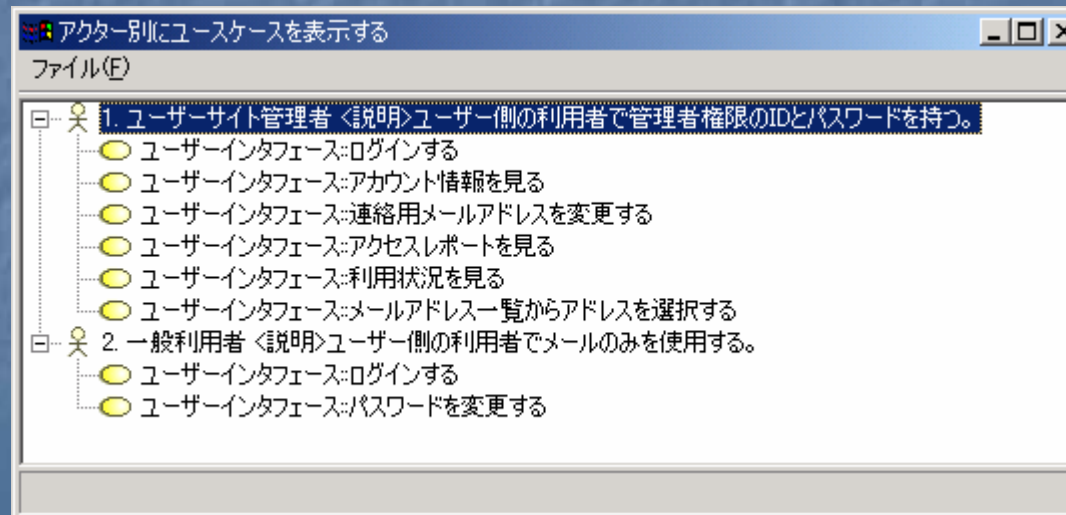 アクター別にユースケースを表示する
ファイル(F)
1. ユーザーサイト管理者 <説明>ユーザー側の利用者で管理者権限のIDとパスワードを持つ。
ユーザーインタフェース::ログインする
ユーザーインタフェース::アカウント情報を見る
ユーザーインタフェース::連絡用メールアドレスを変更する
ユーザーインタフェース::アクセスレポートを見る
ユーザーインタフェース::利用状況を見る
ユーザーインタフェース::メールアドレス一覧からアドレスを選択する
2. 一般利用者 <説明>ユーザー側の利用者でメールのみを使用する。
ユーザーインタフェース::ログインする
ユーザーインタフェース::パスワードを変更する